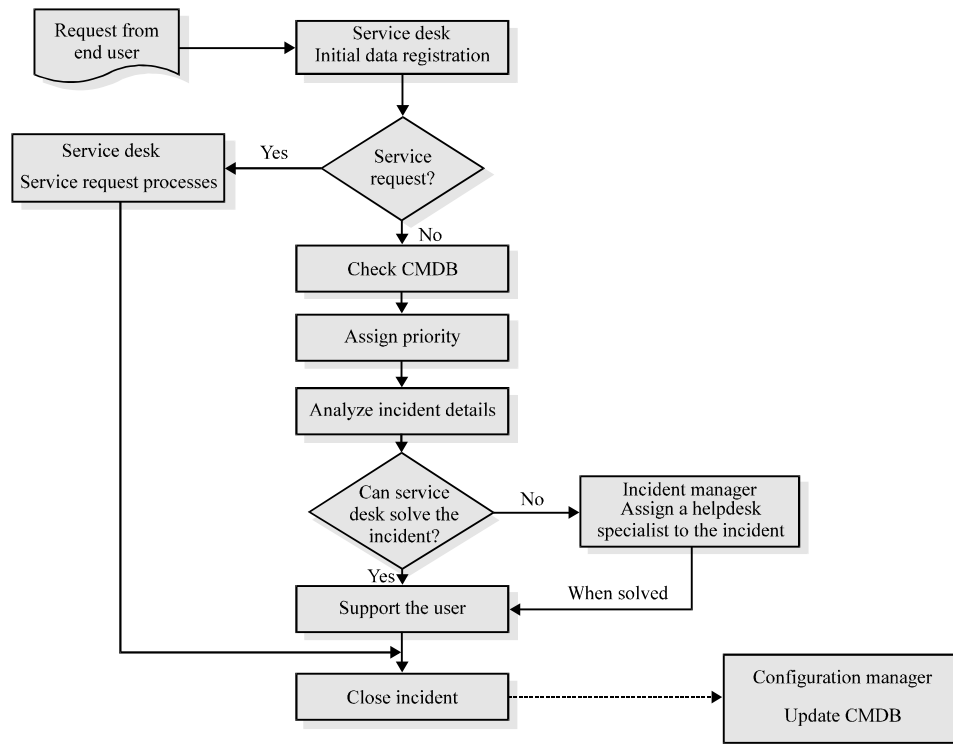 Request from
end user
Service desk
Initial data registration
Service desk
Service request processes
Yes
Service
request?
No
Check CMDB
Assign priority
Analyze incident details
Can service
desk solve the
incident?
No
Incident manager
Assign a helpdesk
specialist to the incident
Yes
When solved
Support the user
Close incident
Configuration manager
Update CMDB